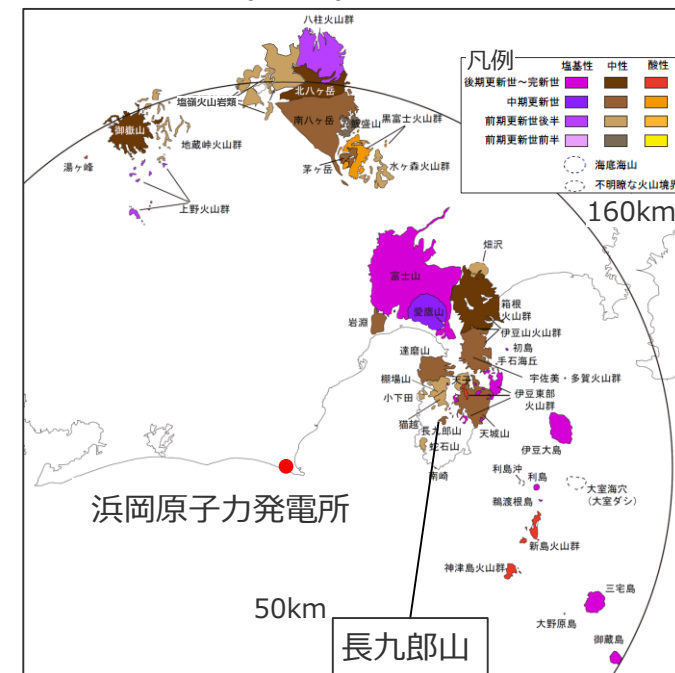 八柱火山群
北八ヶ岳
塩嶺火山岩類
御嶽山
南八ヶ岳
飯盛山
黒富士火山群
地蔵峠火山群
湯ヶ峰
茅ヶ岳
水ヶ森火山群
上野火山群
凡例
塩基性 中性 酸性
後期更新世～完新世
中期更新世
前期更新世後半
前期更新世前半
海底海山
不明瞭な火山境界
160km
畑沢
富士山
愛鷹山
箱根
火山群
岩淵
伊豆山火山群
初島
達磨山
手石海丘
棚場山
天子
宇佐美・多賀火山群
小下田
伊豆東部
火山群
猫越
長九郎山
天城山
蛇石山
伊豆大島
南崎
利島沖
利島
大室海穴
(大室ダシ)
鵜渡根島
浜岡原子力発電所
新島火山群
神津島火山群
三宅島
50km
大野原島
長九郎山
御蔵島